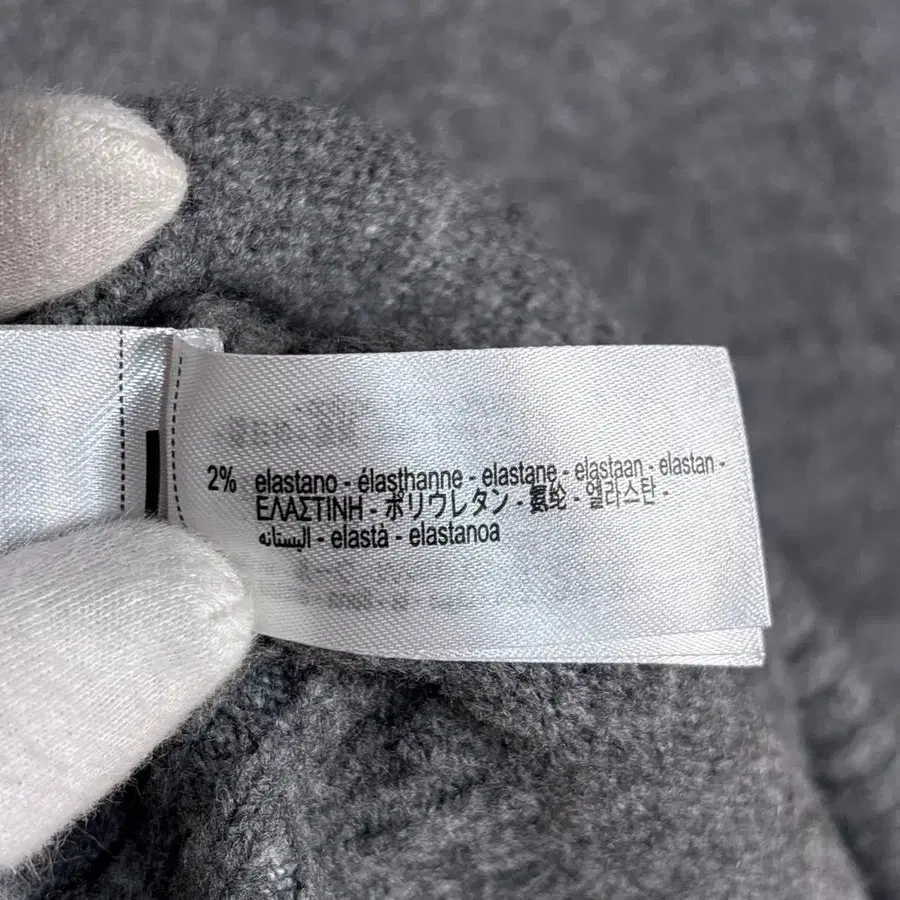 2% elastano - élasthanne - elastane - elastaan - elastan -
ΕΛΑΣΤΙΝΗ - ポリウレタン - 氨纶 - 엘라스탄 -
اليستانه - elastà - elastanoa